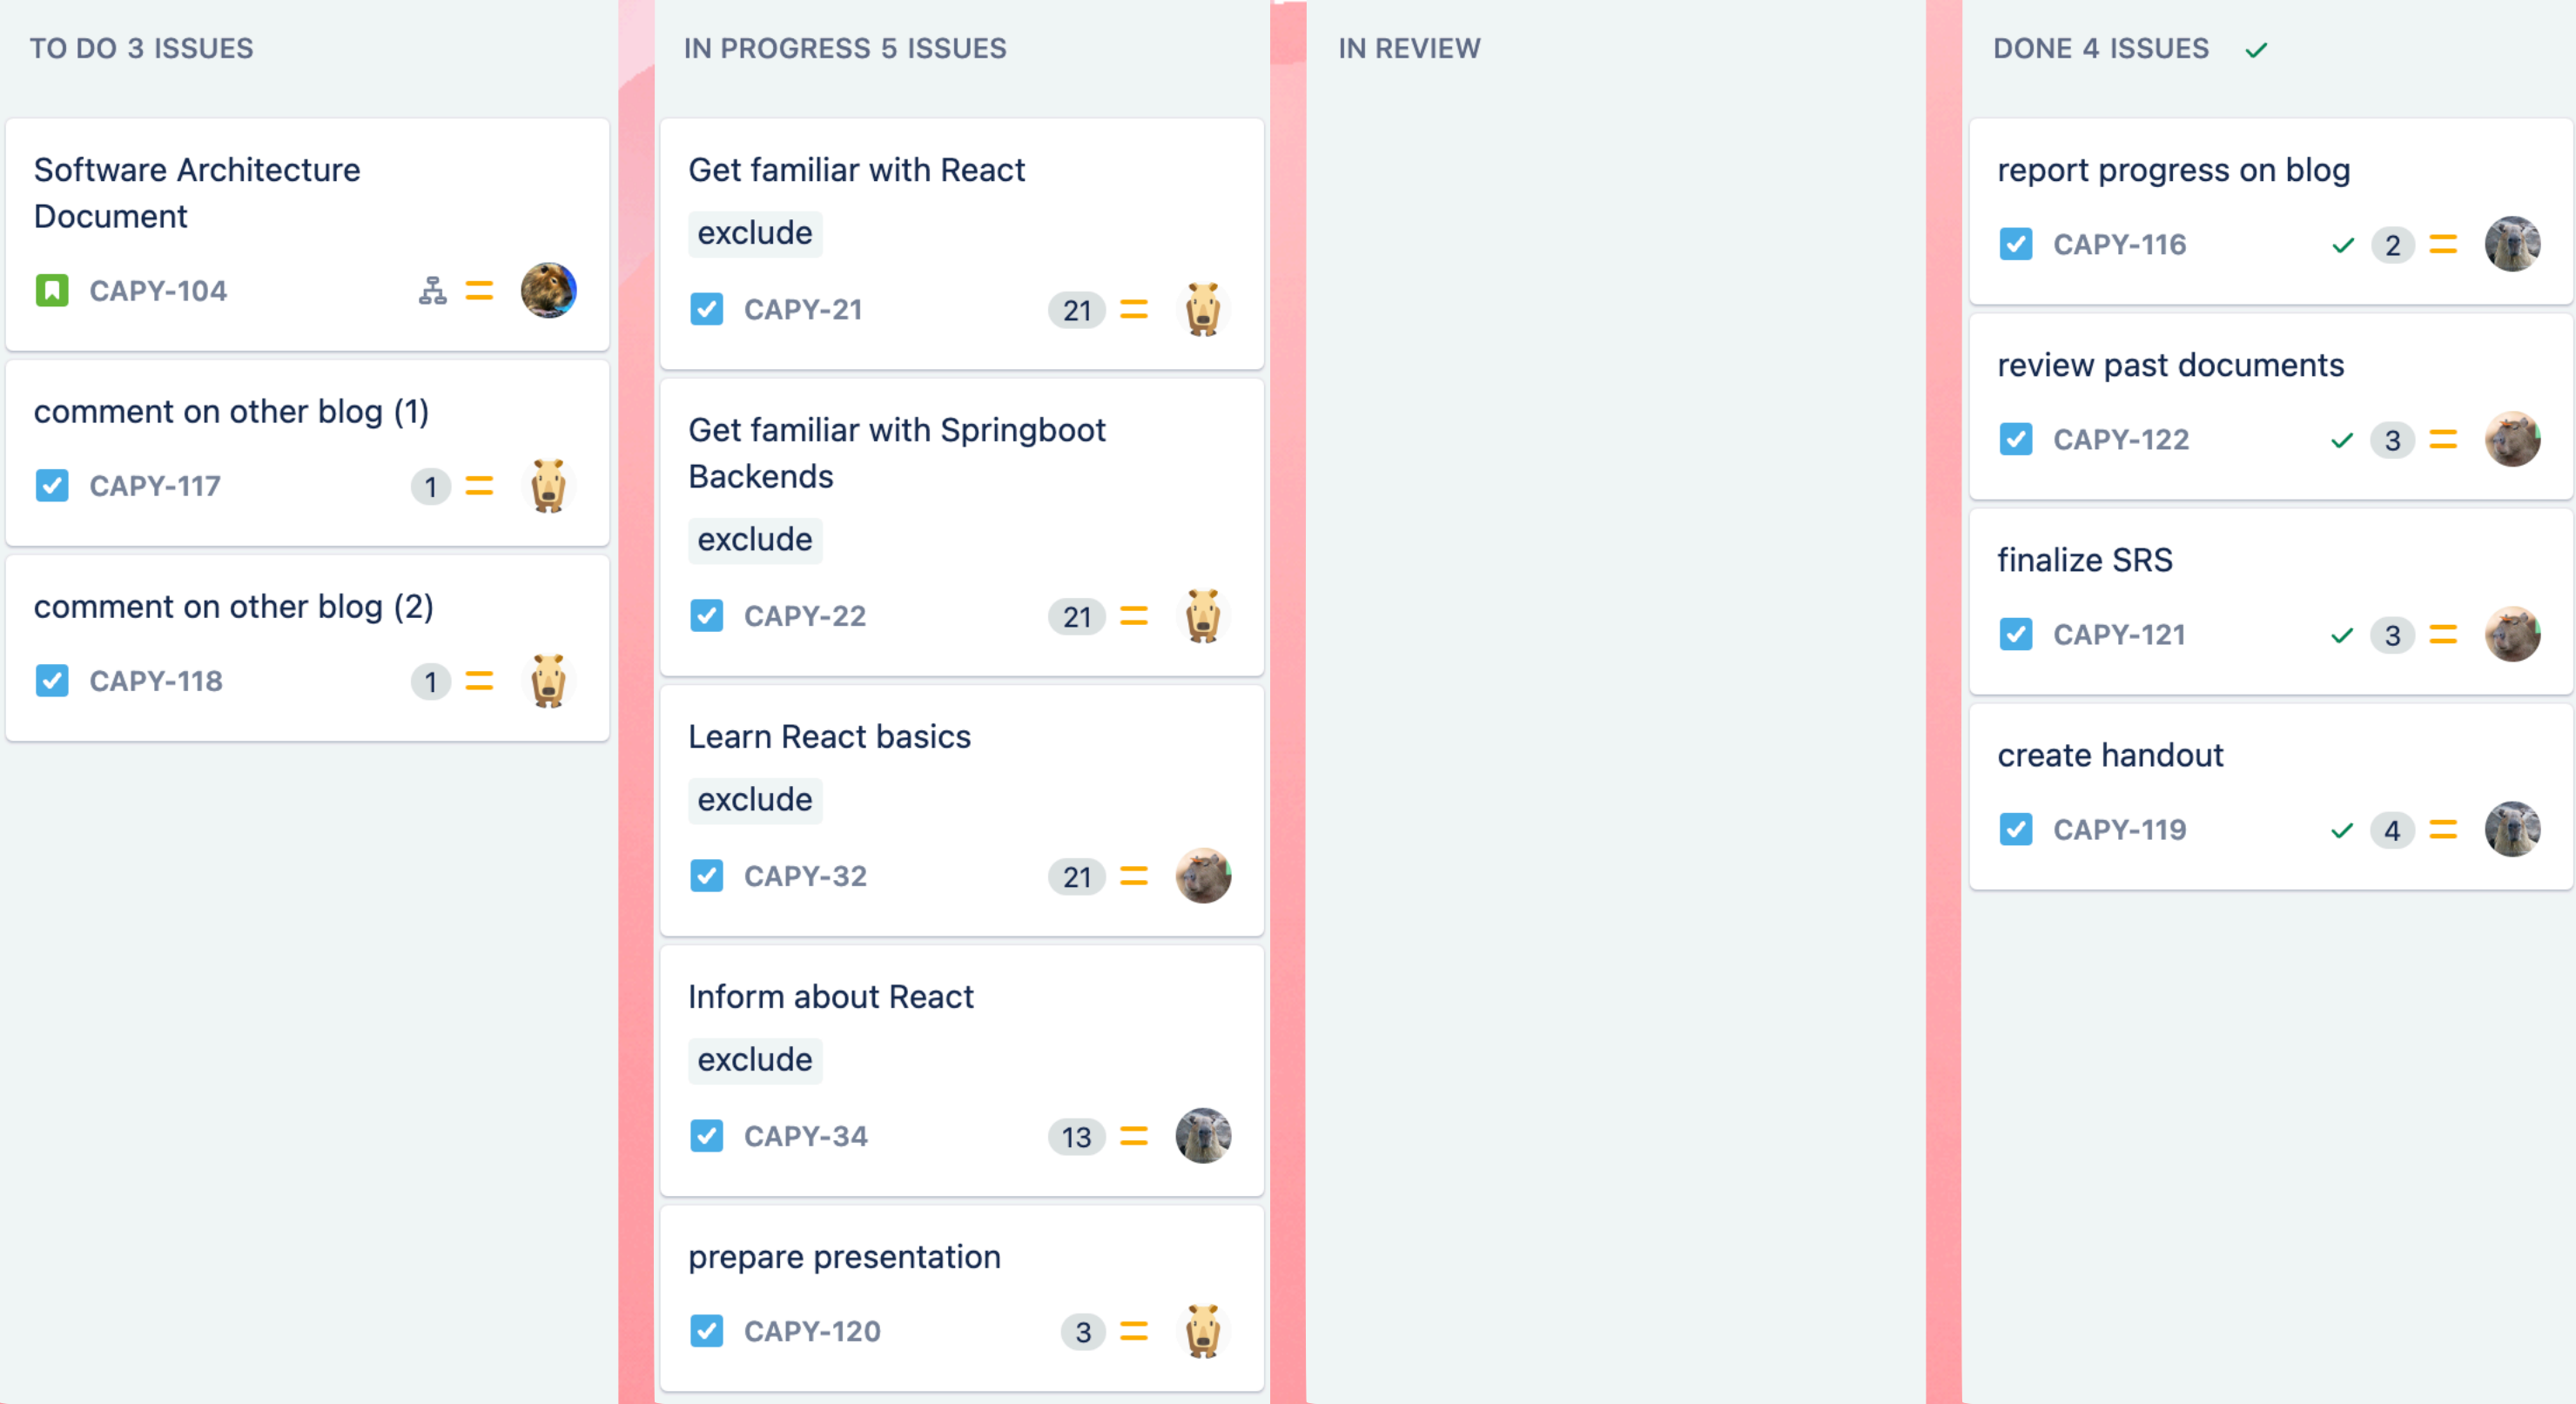 TO DO 3 ISSUES
Software Architecture
Document
CAPY-104
comment on other blog (1)
CAPY-117
1
comment on other blog (2)
CAPY-118
1
IN PROGRESS 5 ISSUES
Get familiar with React
exclude
CAPY-21
21
Get familiar with Springboot
Backends
exclude
CAPY-22
21
Learn React basics
exclude
CAPY-32
21
Inform about React
exclude
CAPY-34
13
prepare presentation
CAPY-120
3
IN REVIEW
DONE 4 ISSUES
report progress on blog
CAPY-116
2
review past documents
CAPY-122
3
finalize SRS
CAPY-121
3
create handout
CAPY-119
4